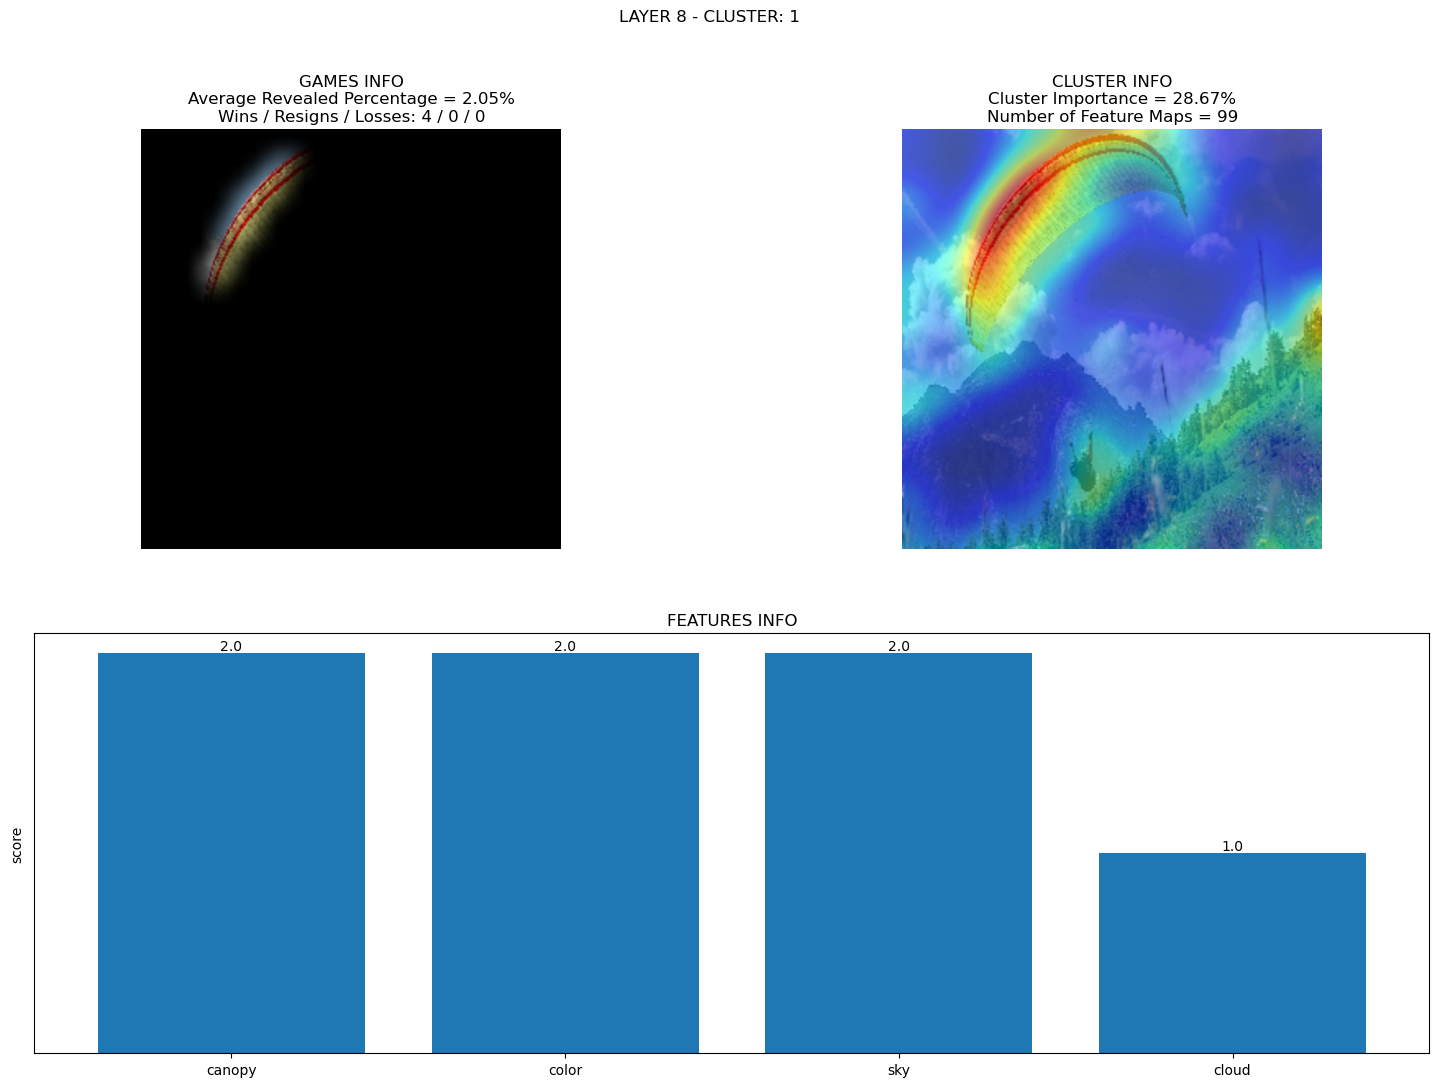 LAYER 8 - CLUSTER: 1
GAMES INFO
Average Revealed Percentage = 2.05%
Wins / Resigns / Losses: 4 / 0 / 0
CLUSTER INFO
Cluster Importance = 28.67%
Number of Feature Maps = 99
FEATURES INFO
2.0
2.0
2.0
1.0
score
canopy
color
sky
cloud